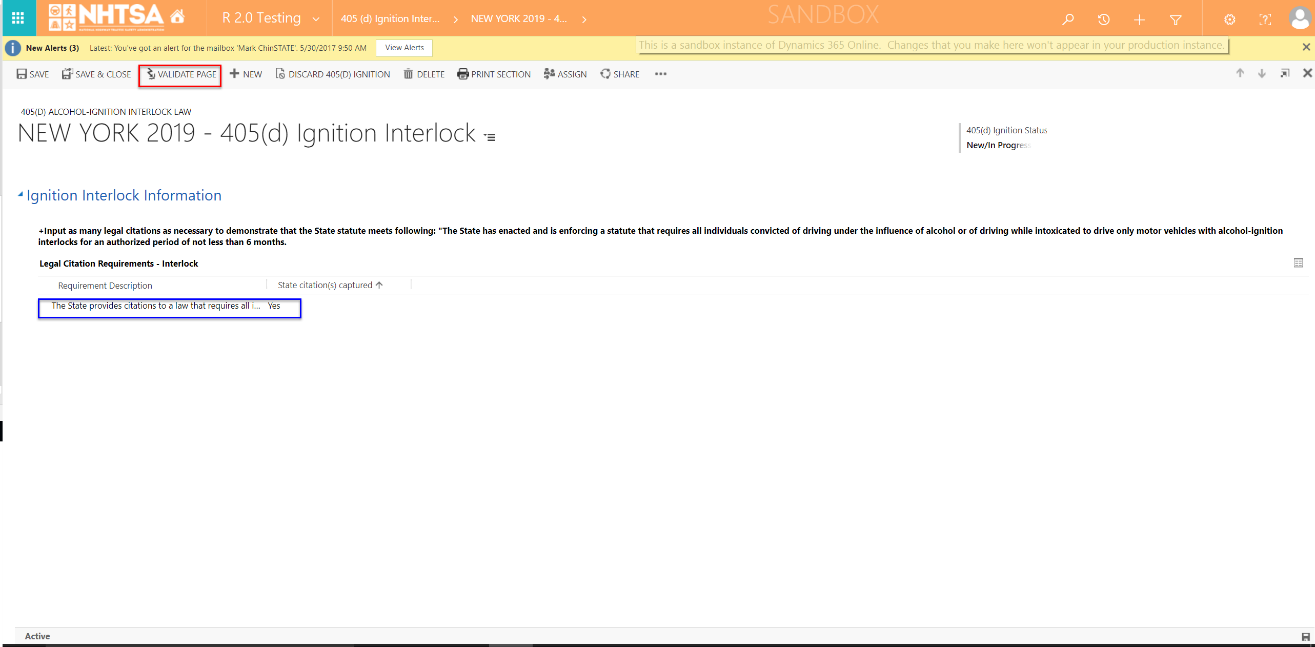 NHTSA
R 2.0 Testing
405 (d) Ignition Inter...
NEW YORK 2019 - 4...
SANDBOX
New Alerts (3) Latest: You've got an alert for the mailbox 'Mark ChinSTATE'. 5/30/2017 9:50 AM View Alerts
This is a sandbox instance of Dynamics 365 Online. Changes that you make here won't appear in your production instance.
SAVE SAVE & CLOSE VALIDATE PAGE NEW DISCARD 405(D) IGNITION DELETE PRINT SECTION ASSIGN SHARE •••
405(D) ALCOHOL-IGNITION INTERLOCK LAW
NEW YORK 2019 - 405(d) Ignition Interlock
405(d) Ignition Status
New/In Progress
Ignition Interlock Information
+Input as many legal citations as necessary to demonstrate that the State statute meets following: "The State has enacted and is enforcing a statute that requires all individuals convicted of driving under the influence of alcohol or of driving while intoxicated to drive only motor vehicles with alcohol-ignition
interlocks for an authorized period of not less than 6 months.
Legal Citation Requirements - Interlock
Requirement Description State citation(s) captured
The State provides citations to a law that requires all i... Yes
Active